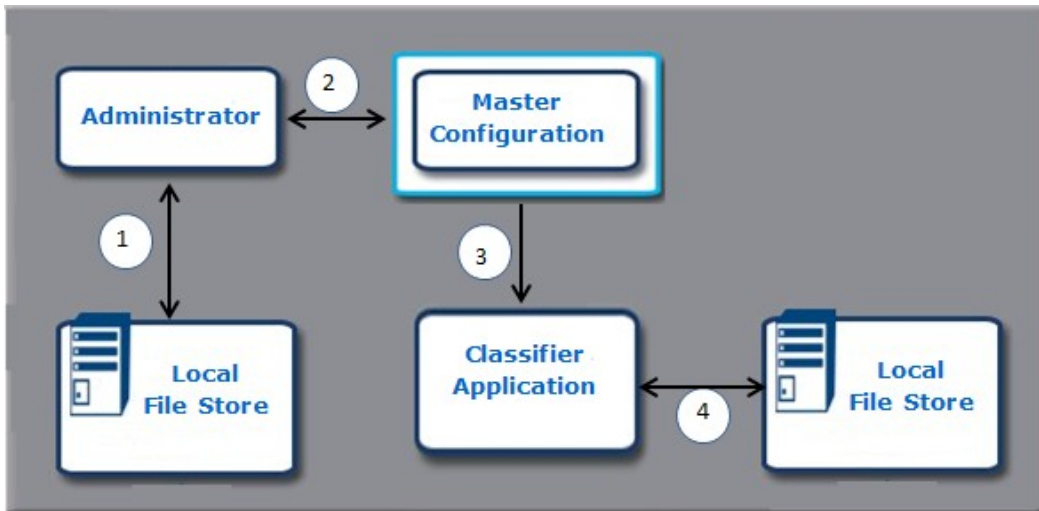 Administrator
2
Master
Configuration
1
3
Local
File Store
Classifier
Application
4
Local
File Store